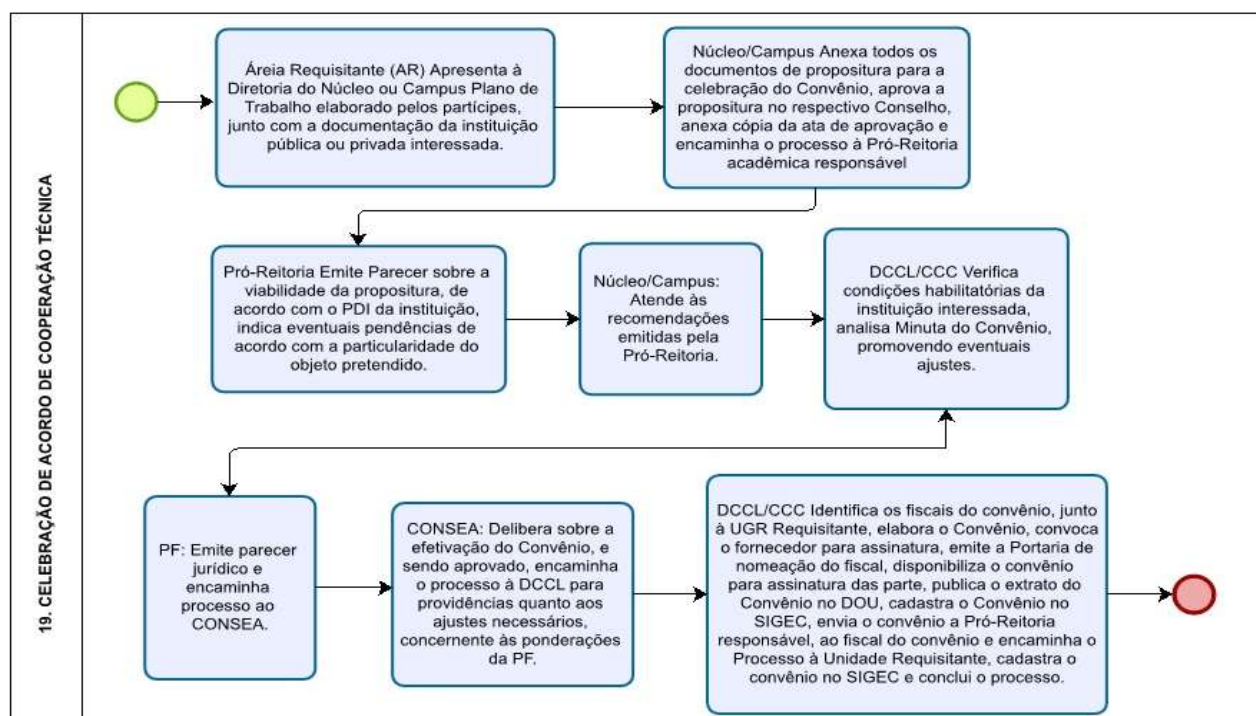 19. CELEBRAÇÃO DE ACORDO DE COOPERAÇÃO TÉCNICA
Áreia Requisitante (AR) Apresenta à
Diretoria do Núcleo ou Campus Plano de
Trabalho elaborado pelos partícipes,
junto com a documentação da instituição
pública ou privada interessada.
Núcleo/Campus Anexa todos os
documentos de propositura para a
celebração do Convênio, aprova a
propositura no respectivo Conselho,
anexa cópia da ata de aprovação e
encaminha o processo à Pró-Reitoria
acadêmica responsável
Pró-Reitoria Emite Parecer sobre a
viabilidade da propositura, de
acordo com o PDI da instituição,
indica eventuais pendências de
acordo com a particularidade do
objeto pretendido.
Núcleo/Campus:
Atende às
recomendações
emitidas pela
Pró-Reitoria.
DCCL/CCC Verifica
condições habilitatórias da
instituição interessada,
analisa Minuta do Convênio,
promovendo eventuais
ajustes.
PF: Emite parecer
jurídico e
encaminha
processo ao
CONSEA.
CONSEA: Delibera sobre a
efetivação do Convênio, e
sendo aprovado, encaminha
o processo à DCCL para
providências quanto aos
ajustes necessários,
concernente às ponderações
da PF.
DCCL/CCC Identifica os fiscais do convênio, junto
à UGR Requisitante, elabora o Convênio, convoca
o fornecedor para assinatura, emite a Portaria de
nomeação do fiscal, disponibiliza o convênio
para assinatura das parte, publica o extrato do
Convênio no DOU, cadastra o Convênio no
SIGEC, envia o convênio a Pró-Reitoria
responsável, ao fiscal do convênio e encaminha o
Processo à Unidade Requisitante, cadastra o
convênio no SIGEC e conclui o processo.